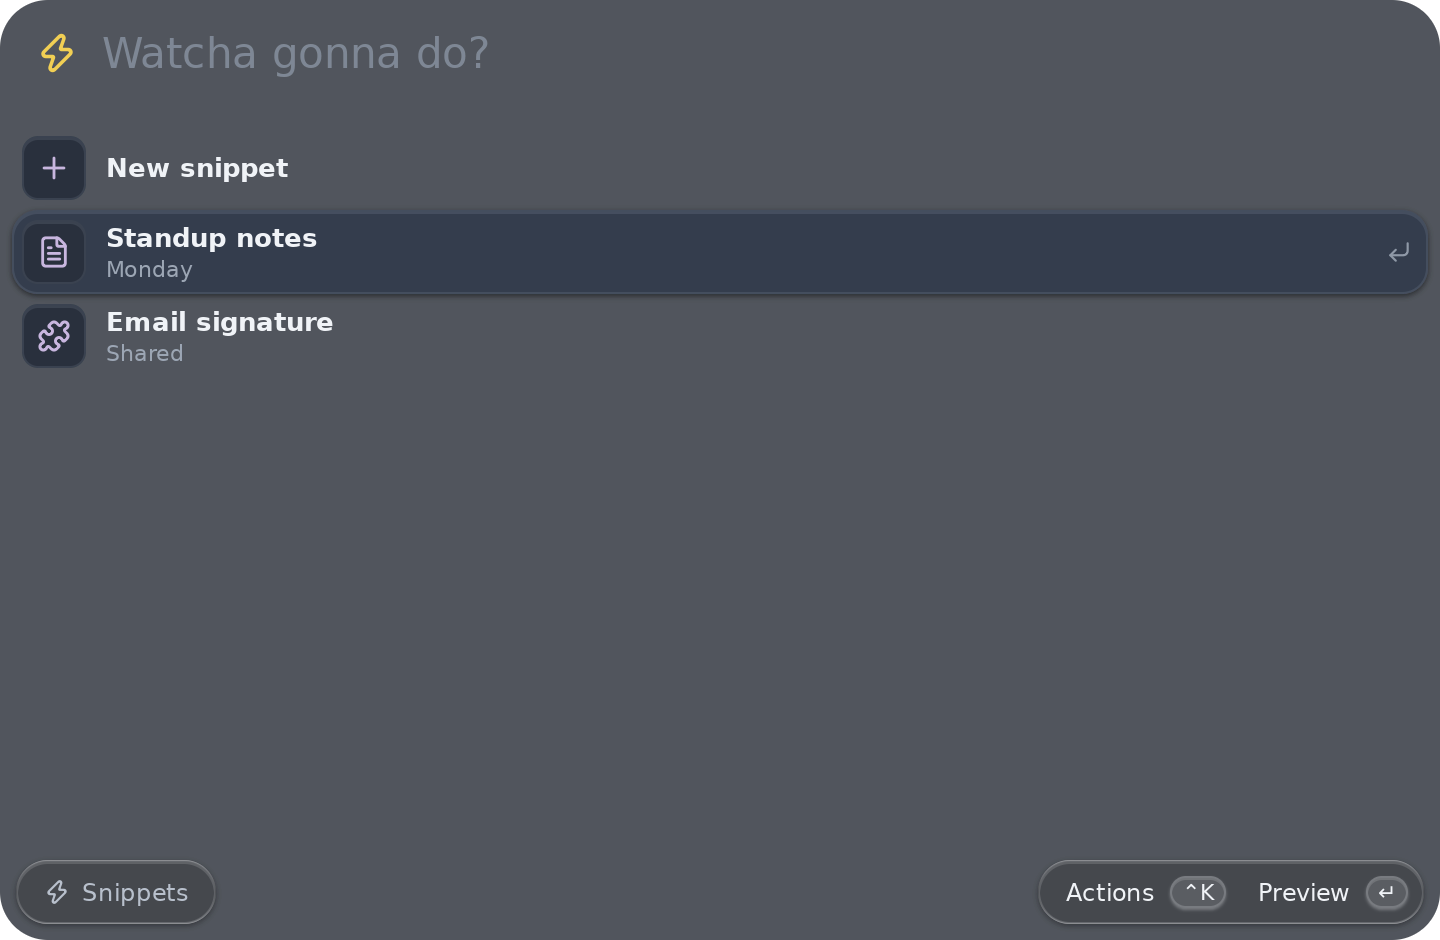 Watcha gonna do?
New snippet
Standup notes
Monday
Email signature
Shared
Snippets
Actions ^K Preview ↵